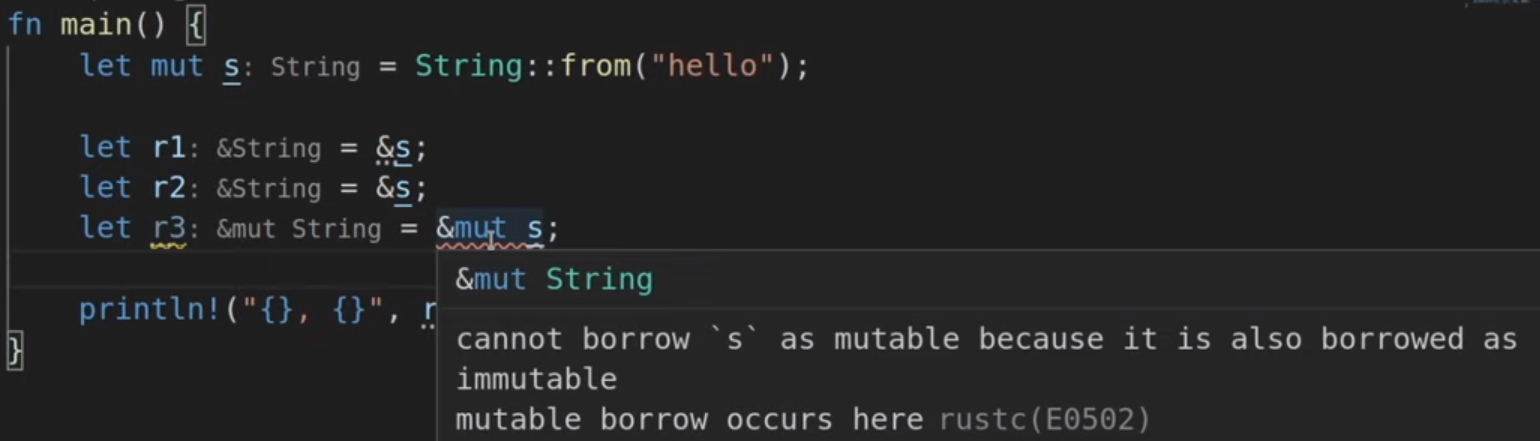 fn main() {
    let mut s: String = String::from("hello");
    let r1: &String = &s;
    let r2: &String = &s;
    let r3: &mut String = &mut s;
&mut String
    println!("{}, {}", r
cannot borrow `s` as mutable because it is also borrowed as
}
immutable
mutable borrow occurs here rustc(E0502)